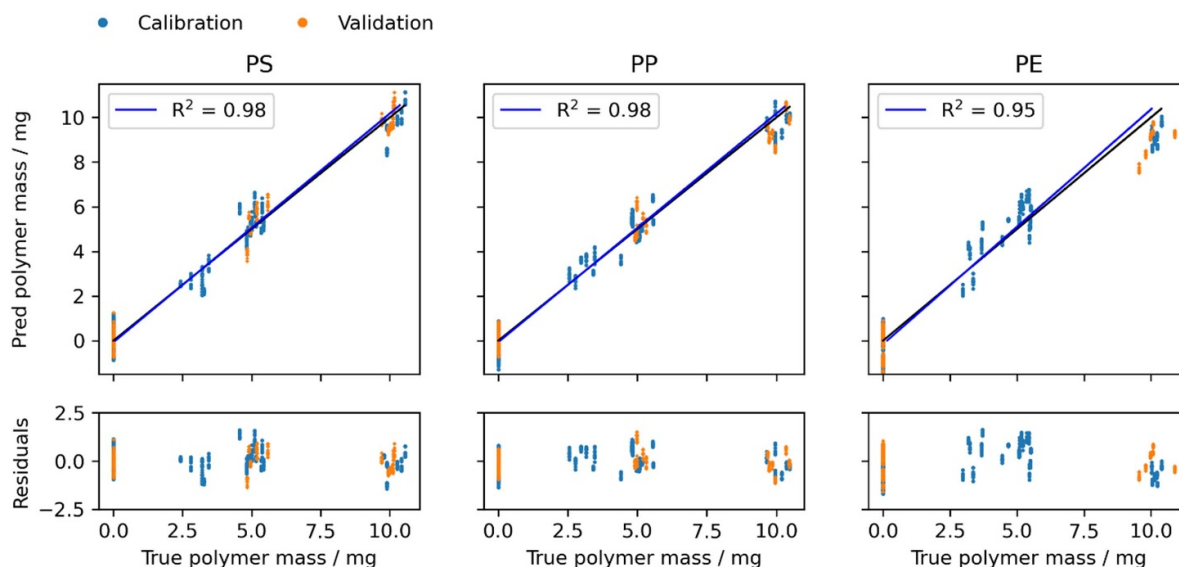 Calibration Validation
PS PP PE
R² = 0.98 R² = 0.98 R² = 0.95
Pred polymer mass / mg
10
8
6
4
2
0
Residuals
2.5
0.0
−2.5
0.0 2.5 5.0 7.5 10.0 0.0 2.5 5.0 7.5 10.0 0.0 2.5 5.0 7.5 10.0
True polymer mass / mg True polymer mass / mg True polymer mass / mg